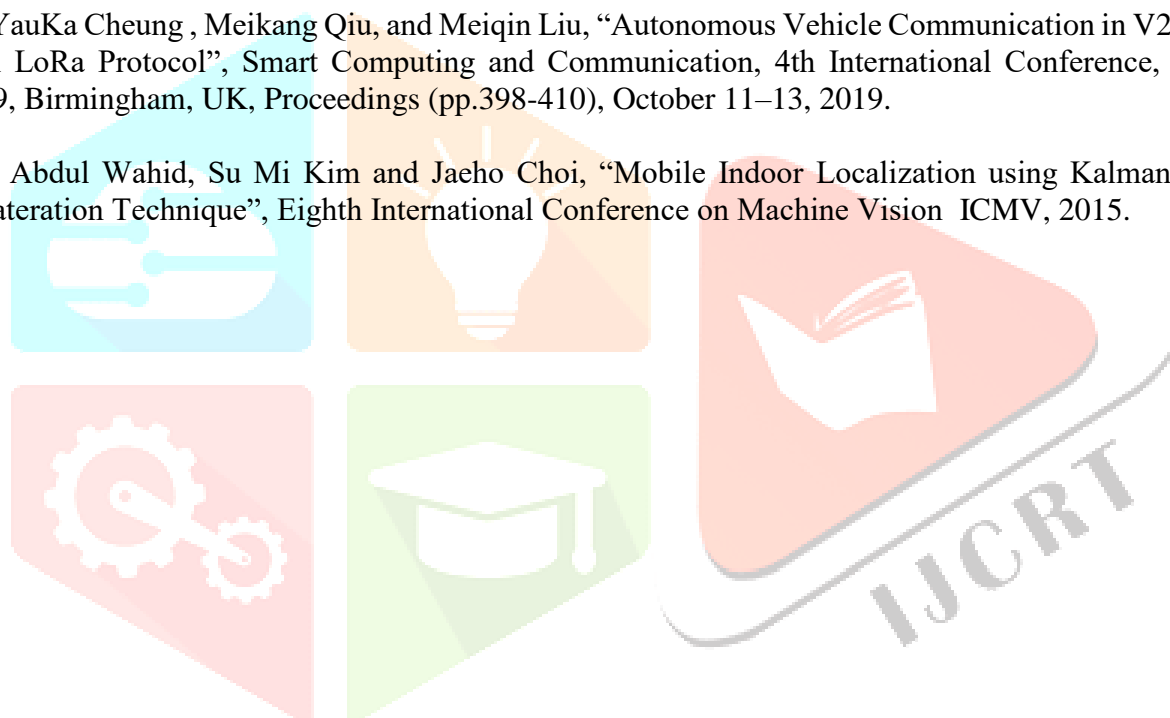 YauKa Cheung , Meikang Qiu, and Meiqin Liu, “Autonomous Vehicle Communication in V2
LoRa Protocol”, Smart Computing and Communication, 4th International Conference,
9, Birmingham, UK, Proceedings (pp.398-410), October 11–13, 2019.
Abdul Wahid, Su Mi Kim and Jaeho Choi, “Mobile Indoor Localization using Kalman
ateration Technique”, Eighth International Conference on Machine Vision ICMV, 2015.
IJCRT